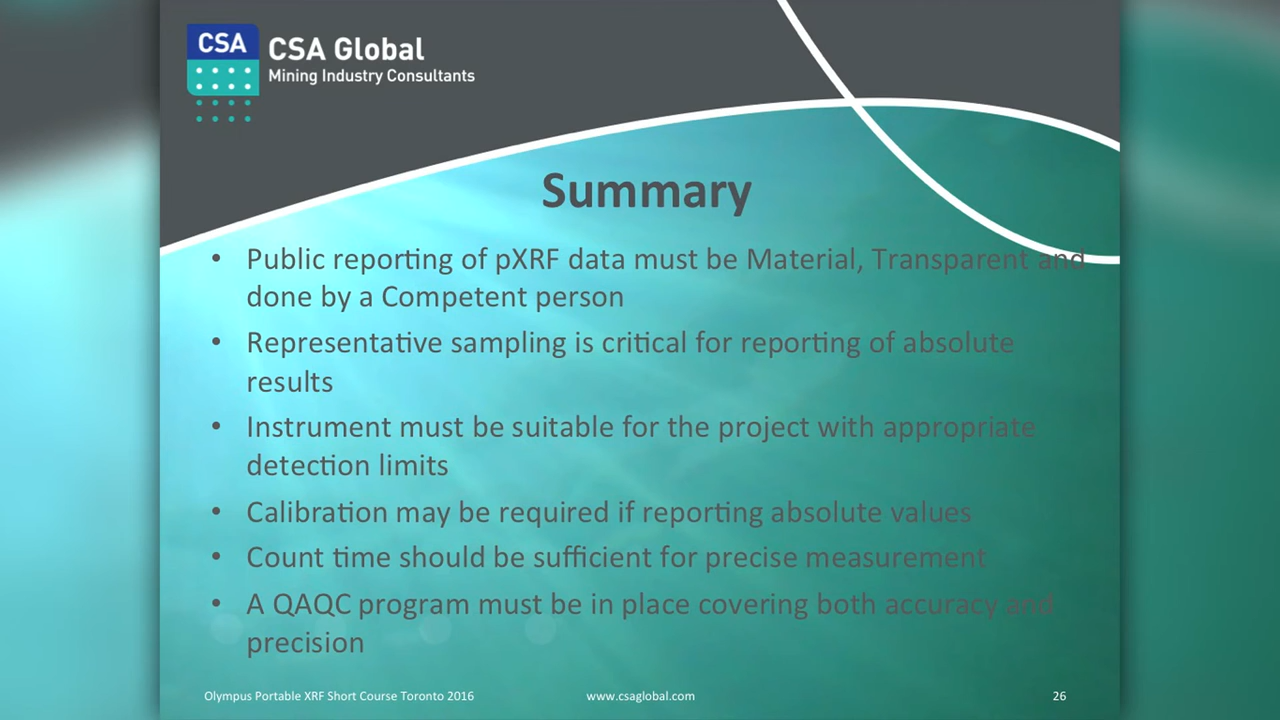 CSA
CSA Global
Mining Industry Consultants
Summary
• Public reporting of pXRF data must be Material, Transparent and
done by a Competent person
• Representative sampling is critical for reporting of absolute
results
• Instrument must be suitable for the project with appropriate
detection limits
• Calibration may be required if reporting absolute values
• Count time should be sufficient for precise measurement
• A QAQC program must be in place covering both accuracy and
precision
Olympus Portable XRF Short Course Toronto 2016 www.csaglobal.com 26